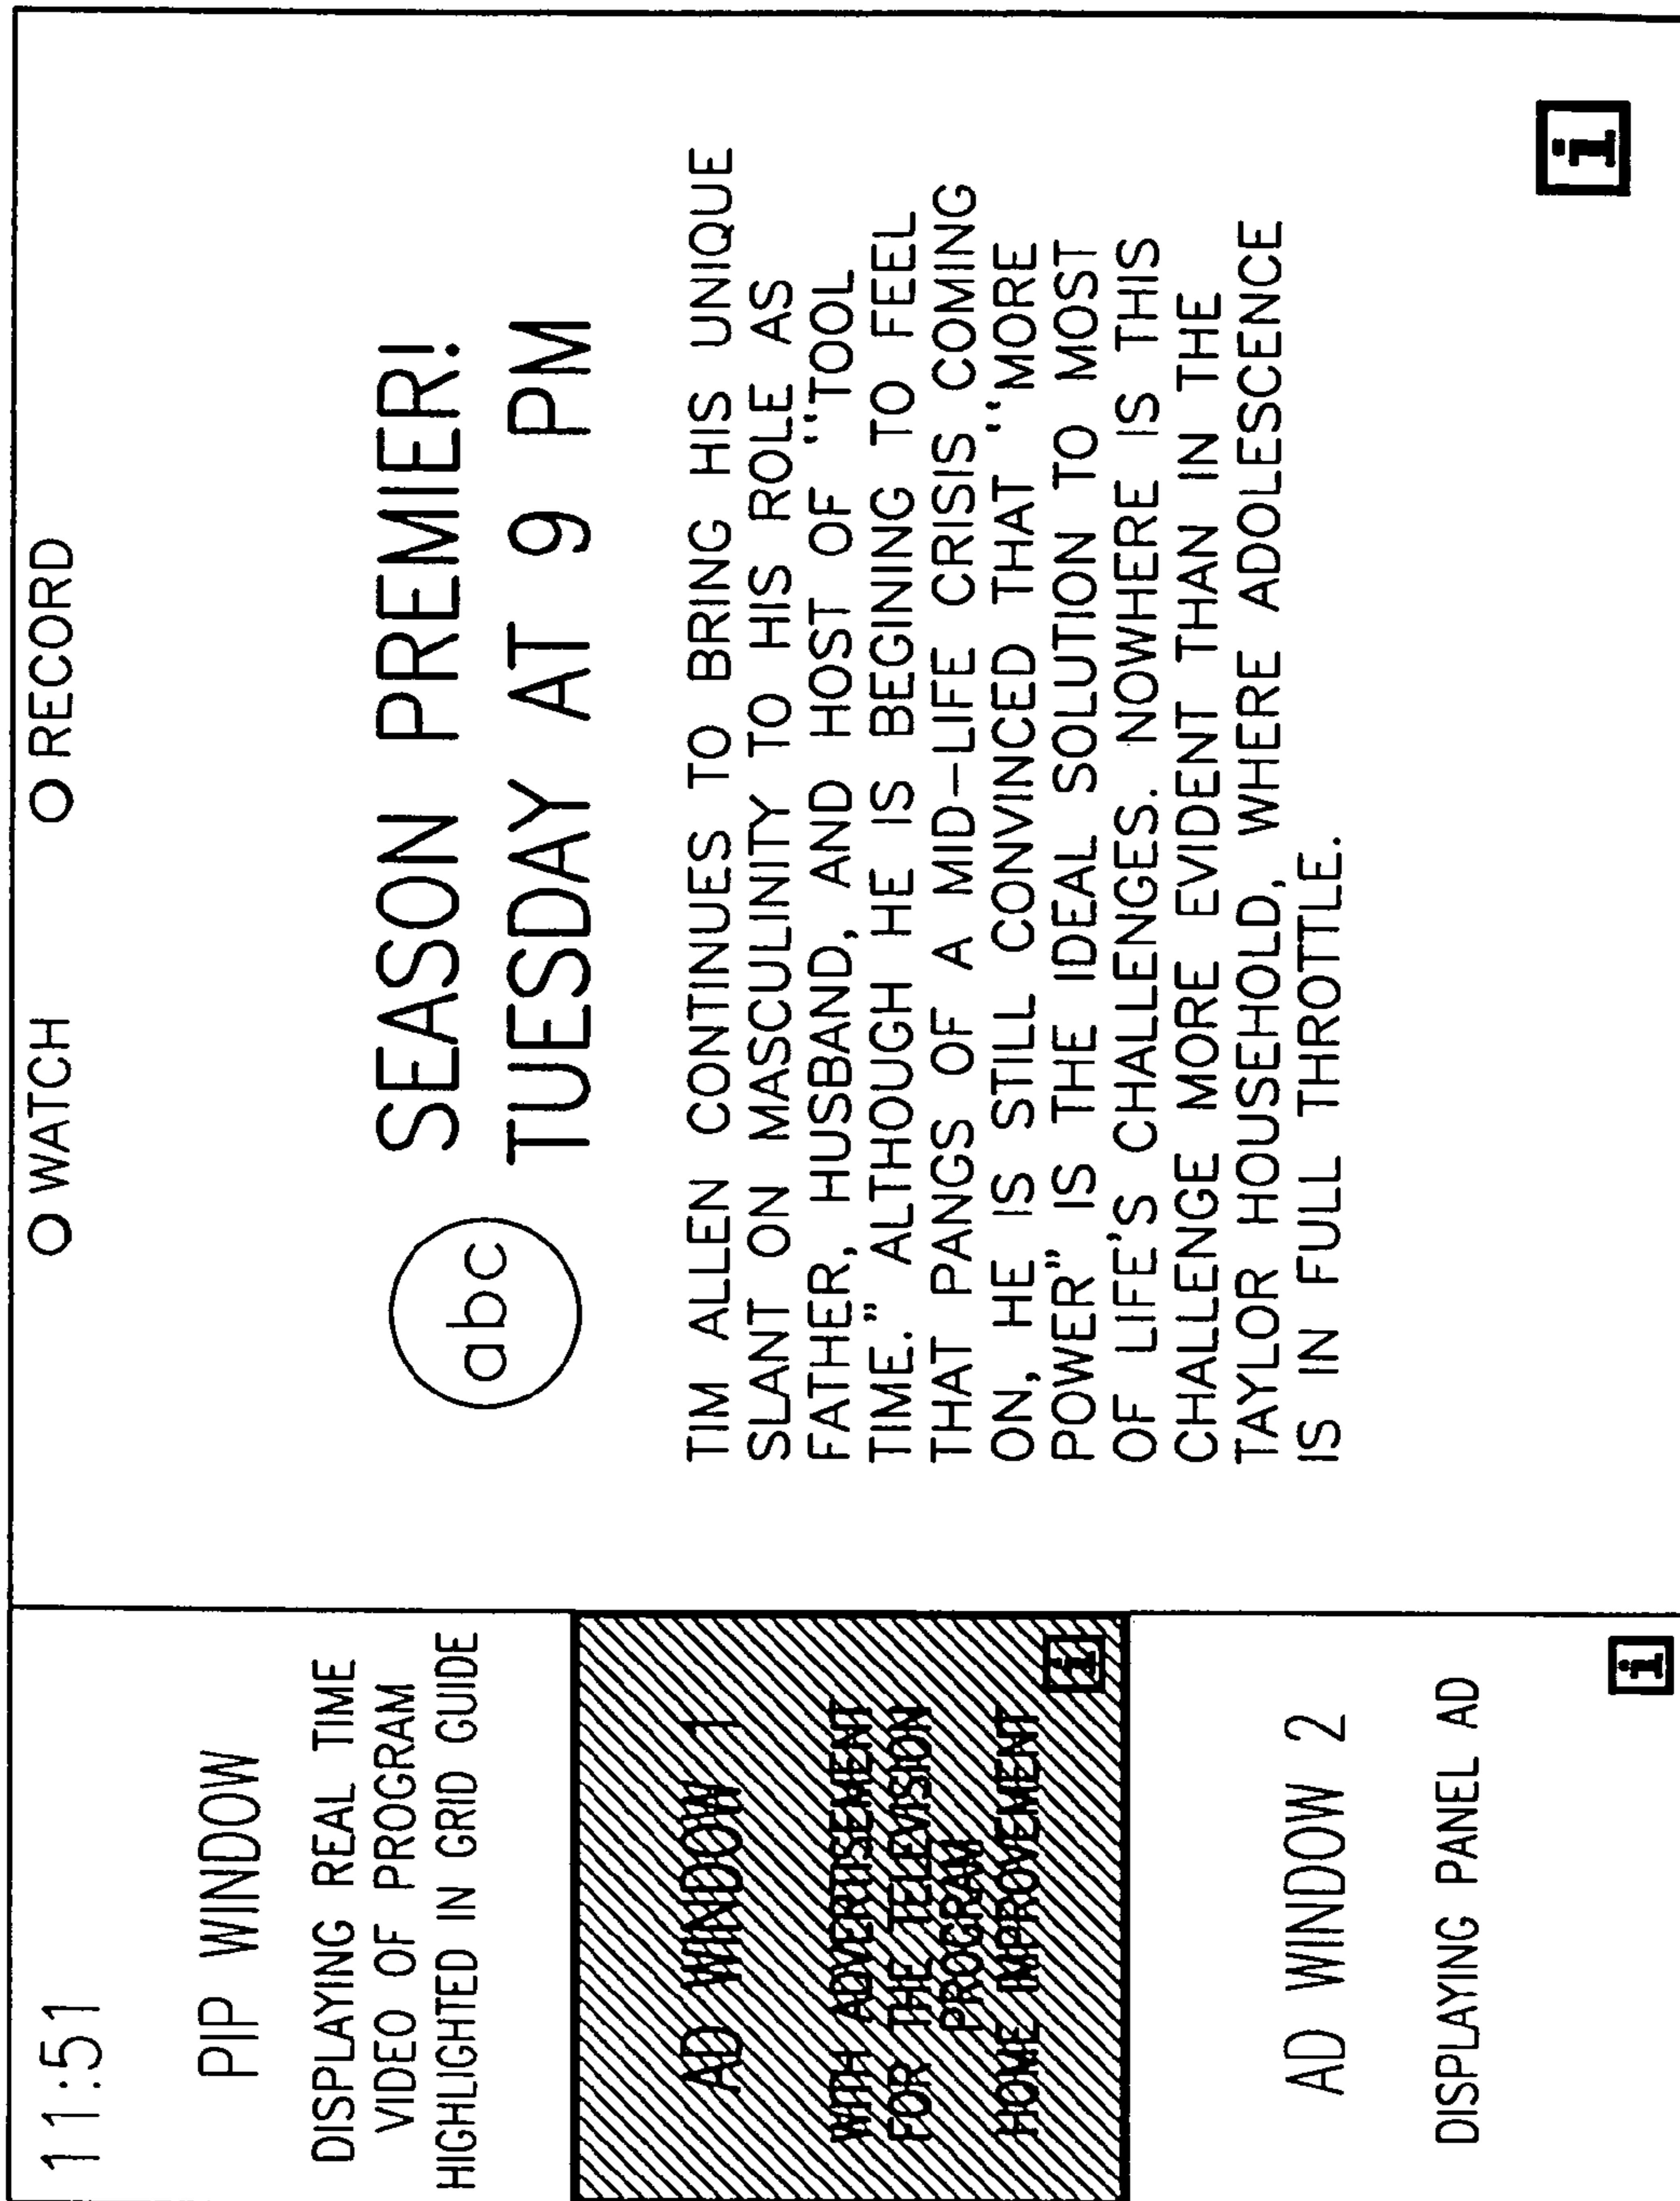 11:51
PIP WINDOW
DISPLAYING REAL TIME
VIDEO OF PROGRAM
HIGHLIGHTED IN GRID GUIDE
AD WINDOW 1
WITH ADVERTISEMENT
FOR THE TELEVISION
PROGRAM
HOME IMPROVEMENT
i
AD WINDOW 2
DISPLAYING PANEL AD
i
O WATCH O RECORD
abc
SEASON PREMIER!
TUESDAY AT 9 PM
TIM ALLEN CONTINUES TO BRING HIS UNIQUE
SLANT ON MASCULINITY TO HIS ROLE AS
FATHER, HUSBAND, AND HOST OF "TOOL
TIME." ALTHOUGH HE IS BEGINING TO FEEL
THAT PANGS OF A MID-LIFE CRISIS COMING
ON, HE IS STILL CONVINCED THAT "MORE
POWER" IS THE IDEAL SOLUTION TO MOST
OF LIFE'S CHALLENGES. NOWHERE IS THIS
CHALLENGE MORE EVIDENT THAN IN THE
TAYLOR HOUSEHOLD, WHERE ADOLESCENCE
IS IN FULL THROTTLE.
i